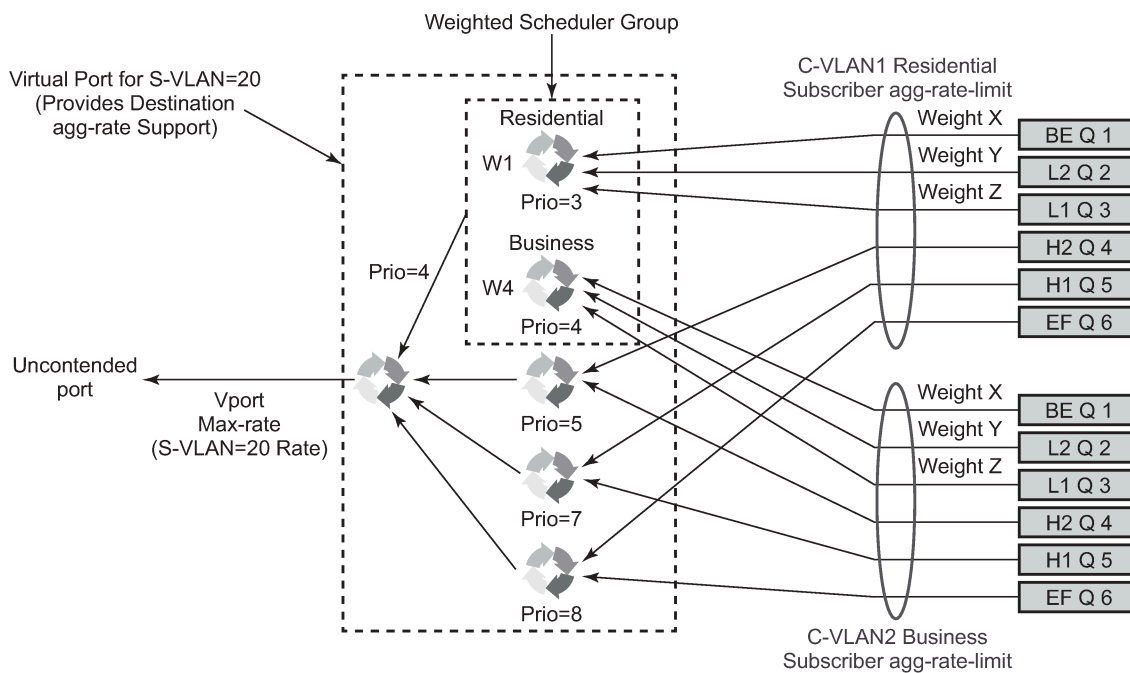 Weighted Scheduler Group
Virtual Port for S-VLAN=20
(Provides Destination
agg-rate Support)
C-VLAN1 Residential
Subscriber agg-rate-limit
Residential
W1
Prio=3
Business
W4
Prio=4
Prio=4
Prio=5
Prio=7
Prio=8
Uncontended
port
Vport
Max-rate
(S-VLAN=20 Rate)
Weight X
BE Q 1
Weight Y
L2 Q 2
Weight Z
L1 Q 3
H2 Q 4
H1 Q 5
EF Q 6
Weight X
BE Q 1
Weight Y
L2 Q 2
Weight Z
L1 Q 3
H2 Q 4
H1 Q 5
EF Q 6
C-VLAN2 Business
Subscriber agg-rate-limit